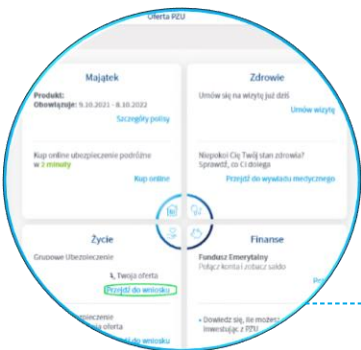 Oferta PZU
Majątek
Produkt:
Obowiązuje: 9.10.2021 - 8.10.2022
Szczegóły polisy
Kup online ubezpieczenie podróżne
w 2 minuty
Kup online
Zdrowie
Umów się na wizytę już dziś
Umów wizytę
Niepokoi Cię Twój stan zdrowia?
Sprawdź, co Ci dolega
Przejdź do wywiadu medycznego
Życie
Grupowe Ubezpieczenie
Twoja oferta
Przejdź do wniosku
oferta
do wniosku
Finanse
Fundusz Emerytalny
Połącz konta i zobacz saldo
• Dowiedz się, ile możesz
inwestując z PZU